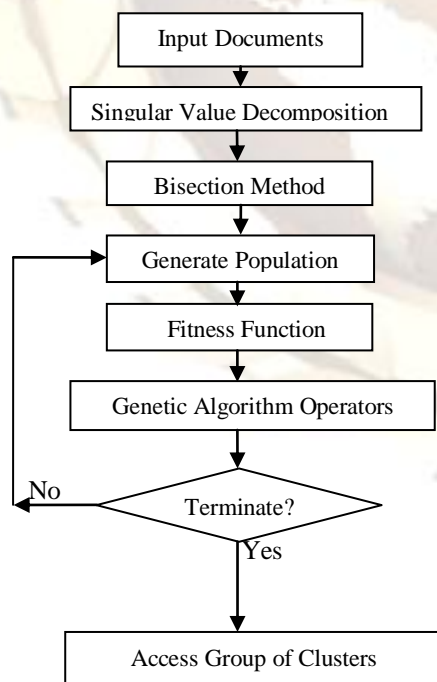 Input Documents
Singular Value Decomposition
Bisection Method
Generate Population
Fitness Function
Genetic Algorithm Operators
No
Terminate?
Yes
Access Group of Clusters